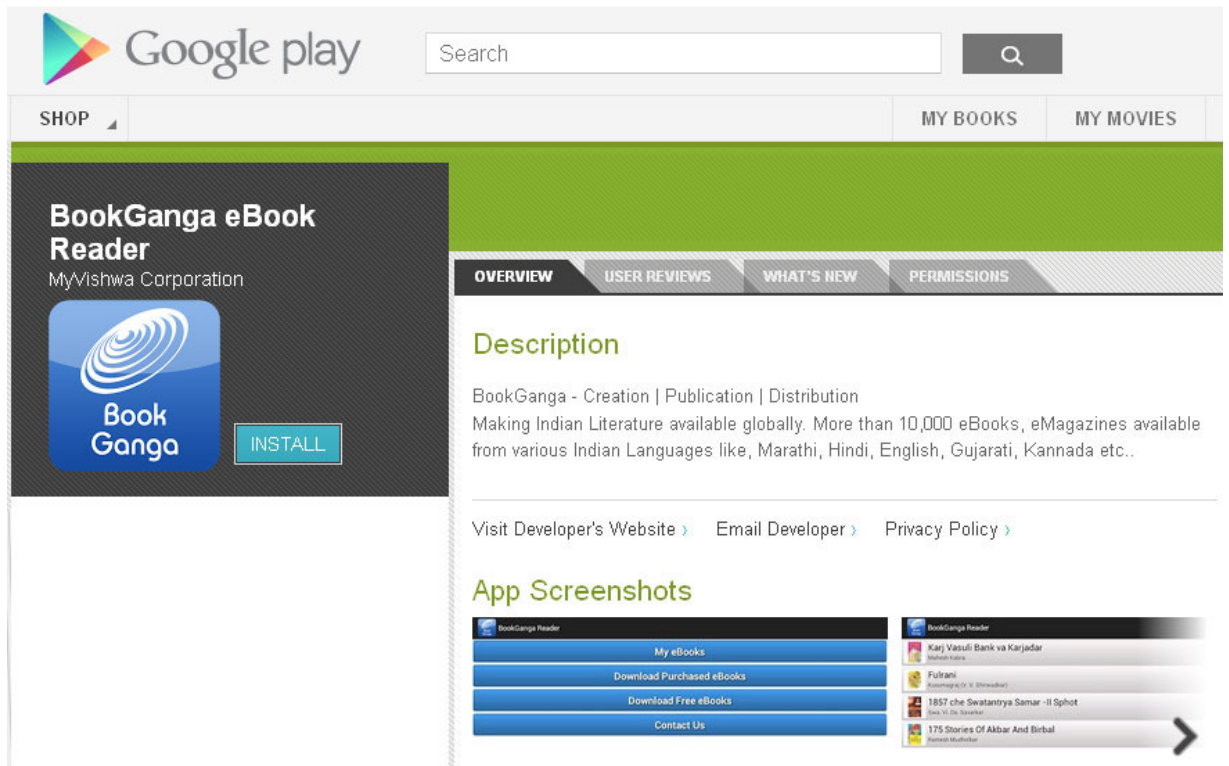 Google play
Search
SHOP
MY BOOKS
MY MOVIES
BookGanga eBook
Reader
MyVishwa Corporation
Book
Ganga
INSTALL
OVERVIEW
USER REVIEWS
WHAT'S NEW
PERMISSIONS
Description
BookGanga - Creation | Publication | Distribution
Making Indian Literature available globally. More than 10,000 eBooks, eMagazines available
from various Indian Languages like, Marathi, Hindi, English, Gujarati, Kannada etc..
Visit Developer's Website ›
Email Developer ›
Privacy Policy ›
App Screenshots
BookGanga Reader
My eBooks
Download Purchased eBooks
Download Free eBooks
Contact Us
BookGanga Reader
Karj Vasuli Bank va Karjadar
Fulrani
1857 che Swatantrya Samar -II Sphot
175 Stories Of Akbar And Birbal